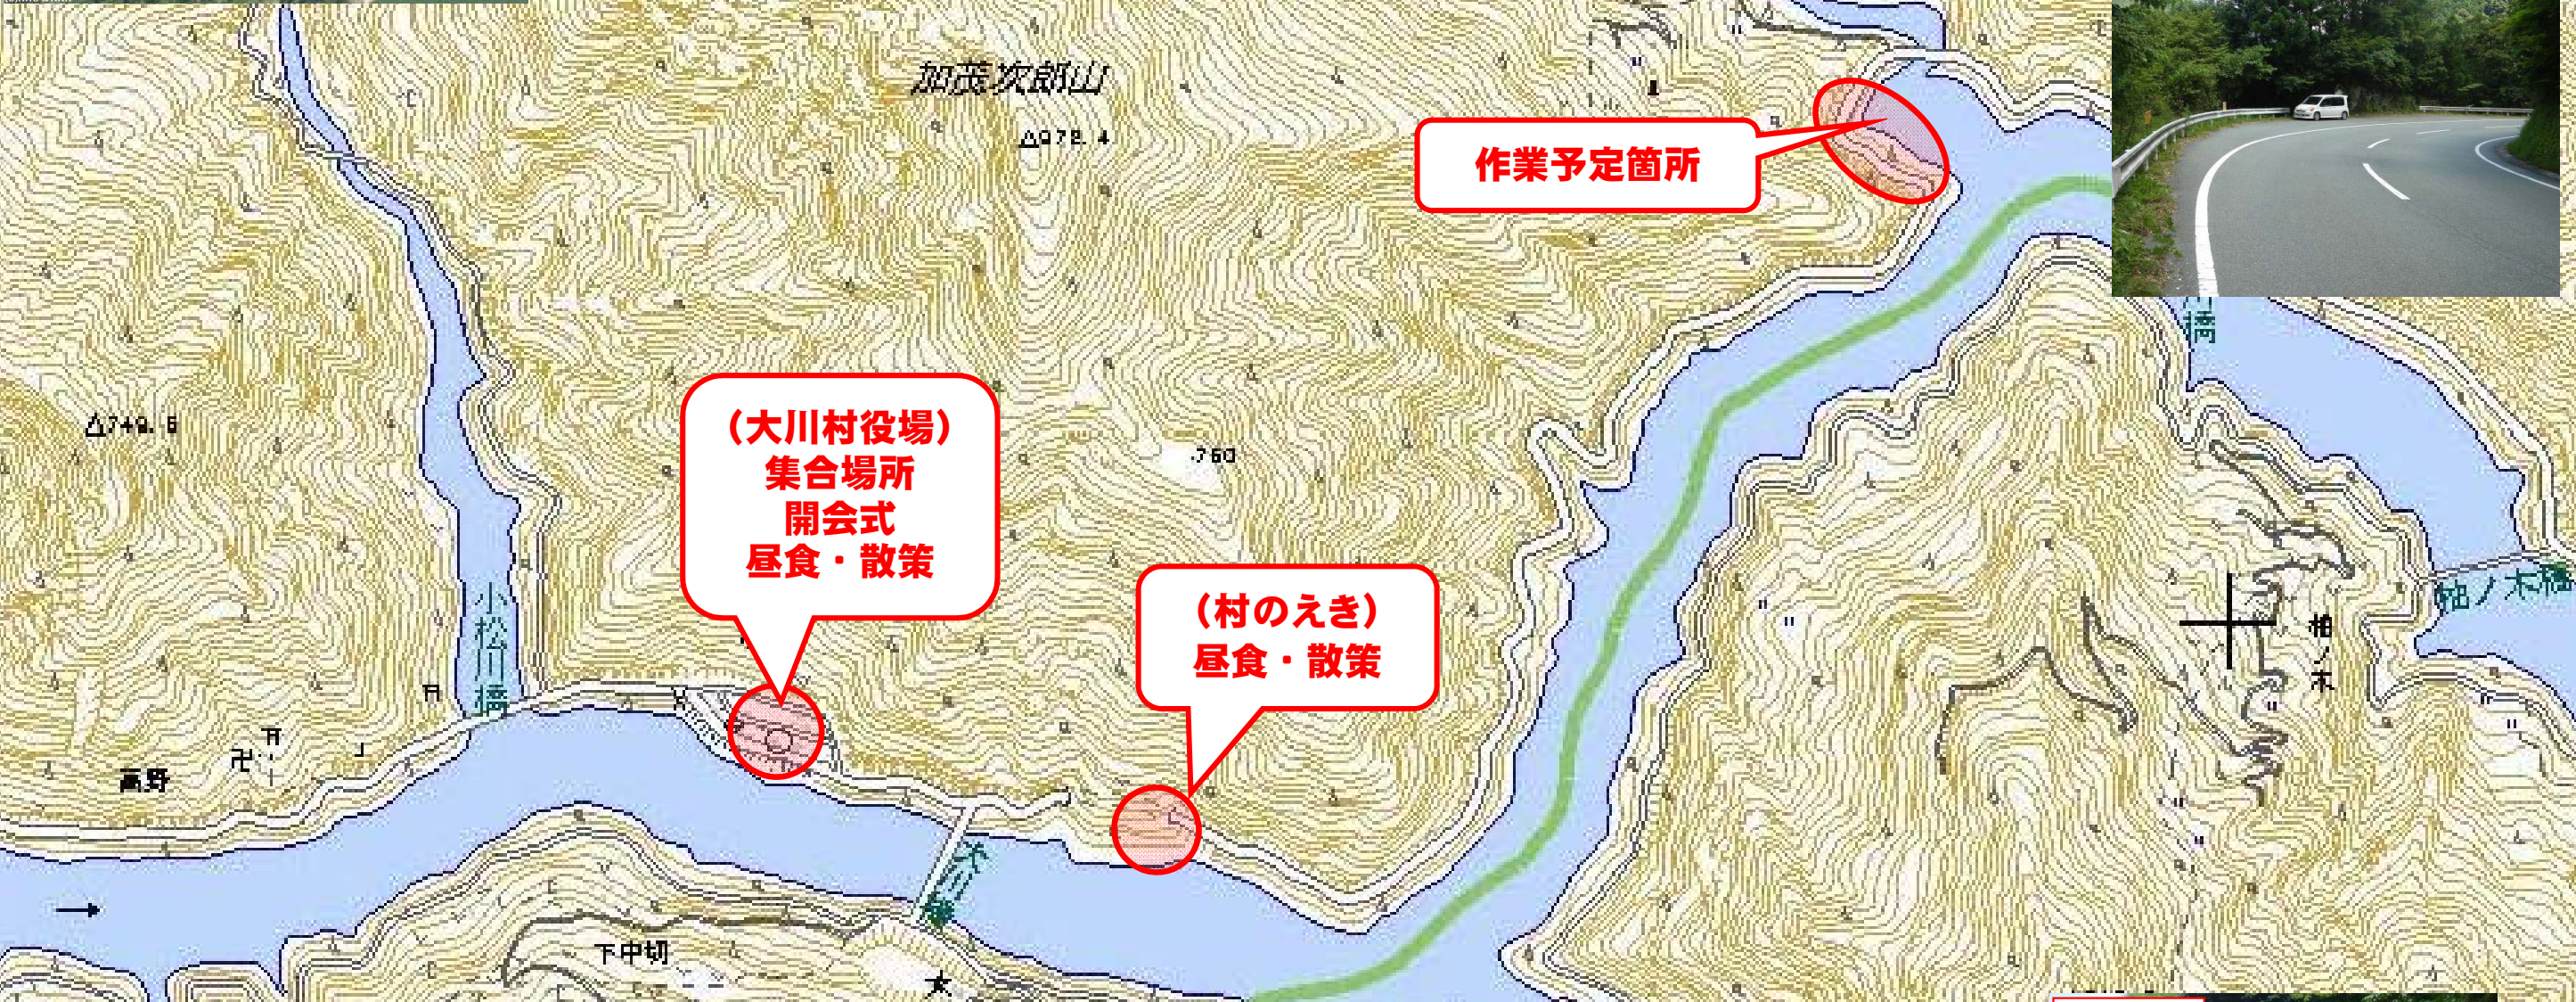 加茂次郎山
△972.4
作業予定箇所
橋
（大川村役場）
集合場所
開会式
昼食・散策
△749.6
.760
（村のえき）
昼食・散策
小松川橋
柚ノ木橋
柚ノ木
高野
大川橋
下中切